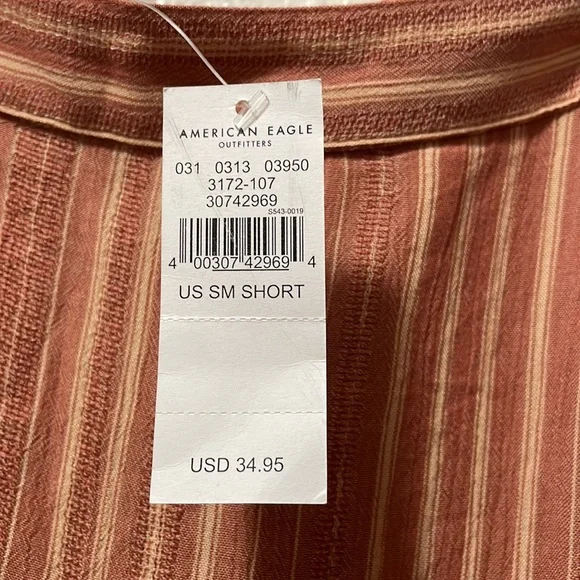 AMERICAN EAGLE
OUTFITTERS
031 0313 03950
3172-107
30742969
S543-0019
4 00307 42969 4
US SM SHORT
USD 34.95